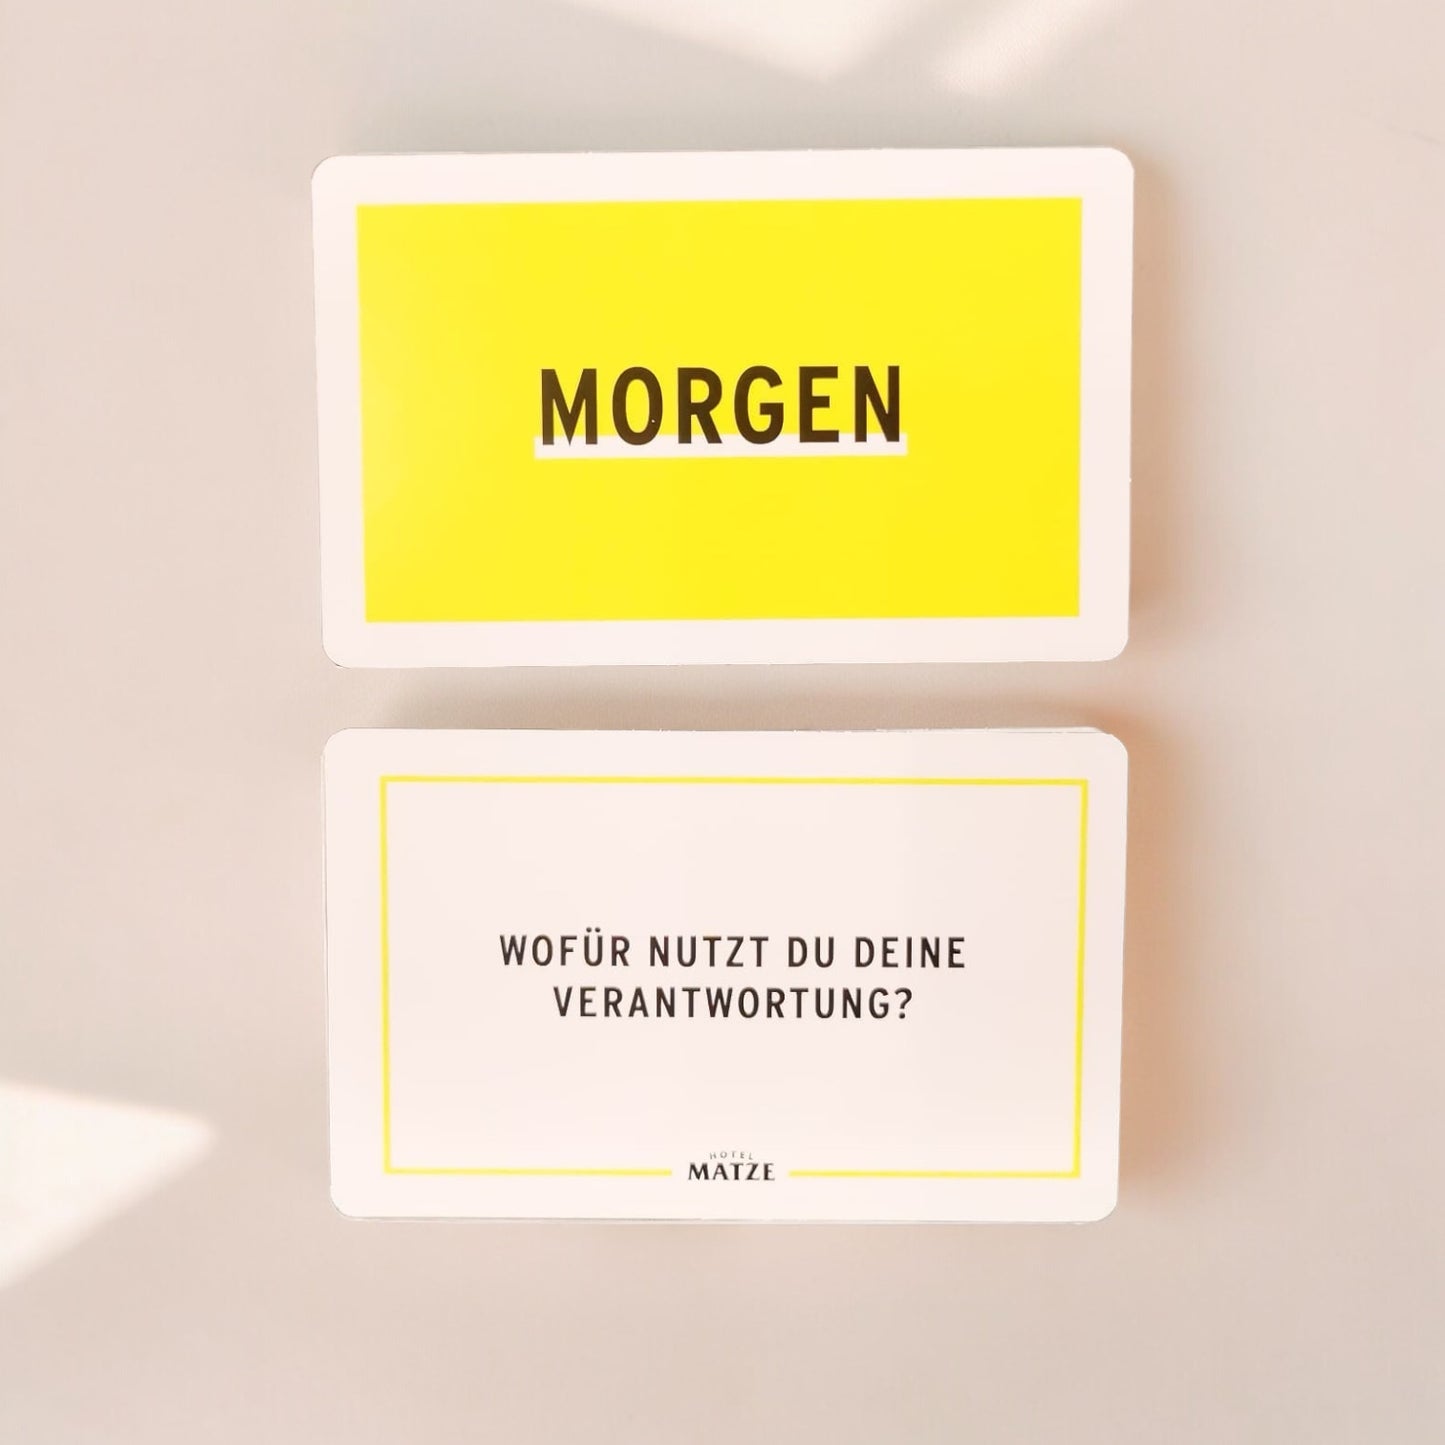 MORGEN
WOFÜR NUTZT DU DEINE
VERANTWORTUNG?
HOTEL
MATZE